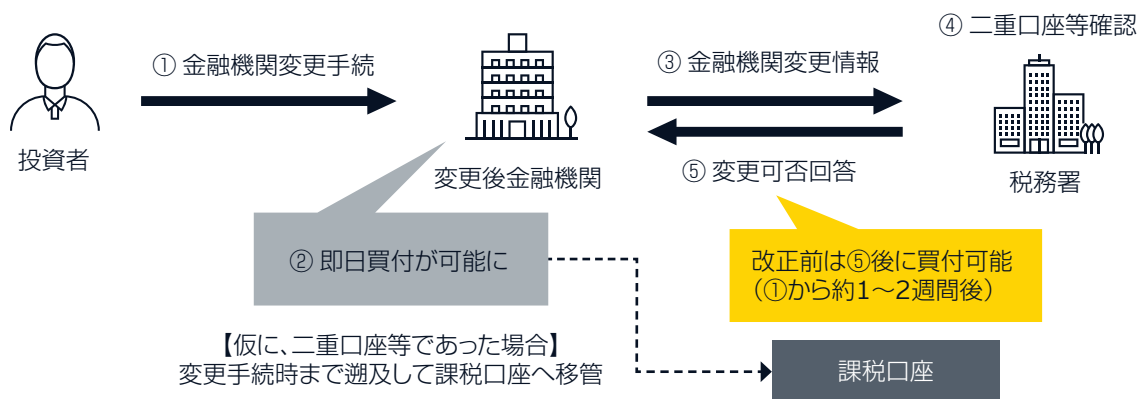 ④ 二重口座等確認
① 金融機関変更手続
③ 金融機関変更情報
投資者
変更後金融機関
⑤ 変更可否回答
税務署
② 即日買付が可能に
改正前は⑤後に買付可能
（①から約1～2週間後）
【仮に、二重口座等であった場合】
変更手続時まで遡及して課税口座へ移管
課税口座